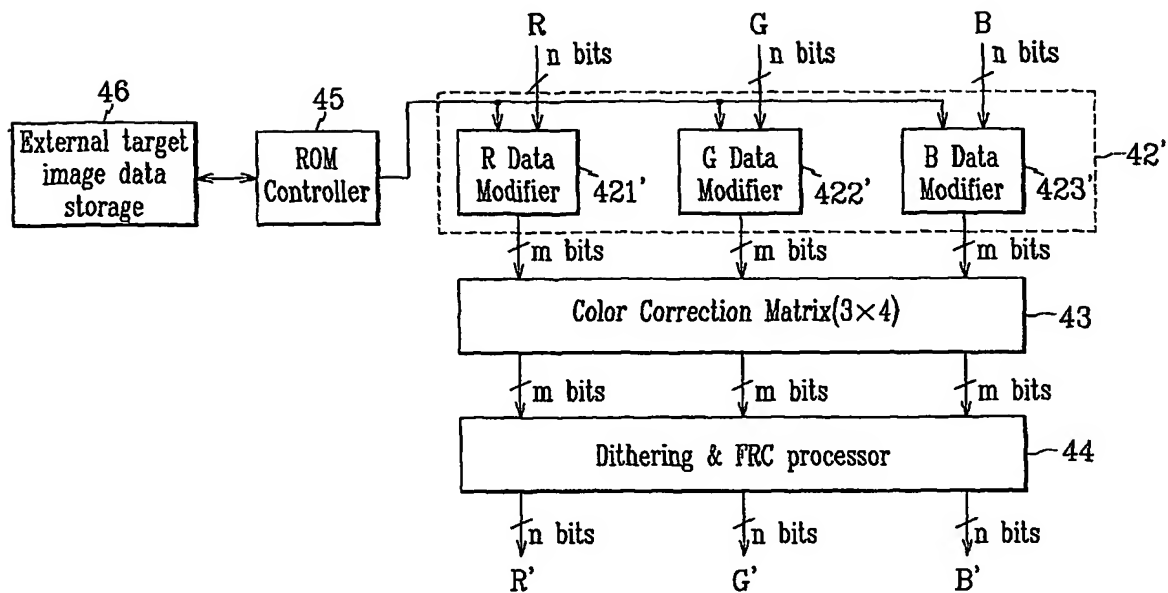 R G B
n bits n bits n bits
46 45
External target
image data
storage
ROM
Controller
R Data
Modifier
421'
G Data
Modifier
422'
B Data
Modifier
423'
42'
m bits m bits m bits
Color Correction Matrix(3×4)
43
m bits m bits m bits
Dithering & FRC processor
44
n bits n bits n bits
R' G' B'